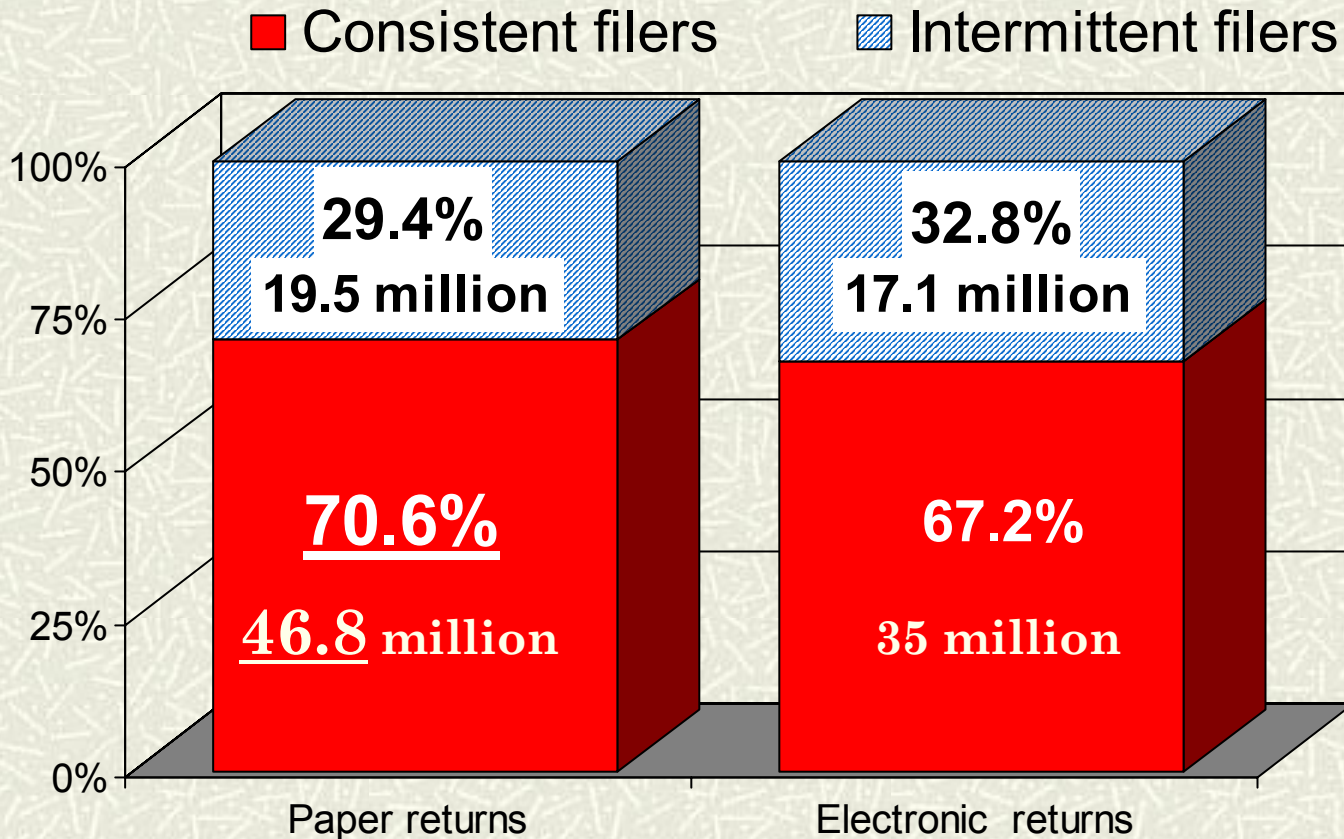 Consistent filers Intermittent filers
100%
75%
50%
25%
0%
29.4%
19.5 million
70.6%
46.8 million
32.8%
17.1 million
67.2%
35 million
Paper returns Electronic returns